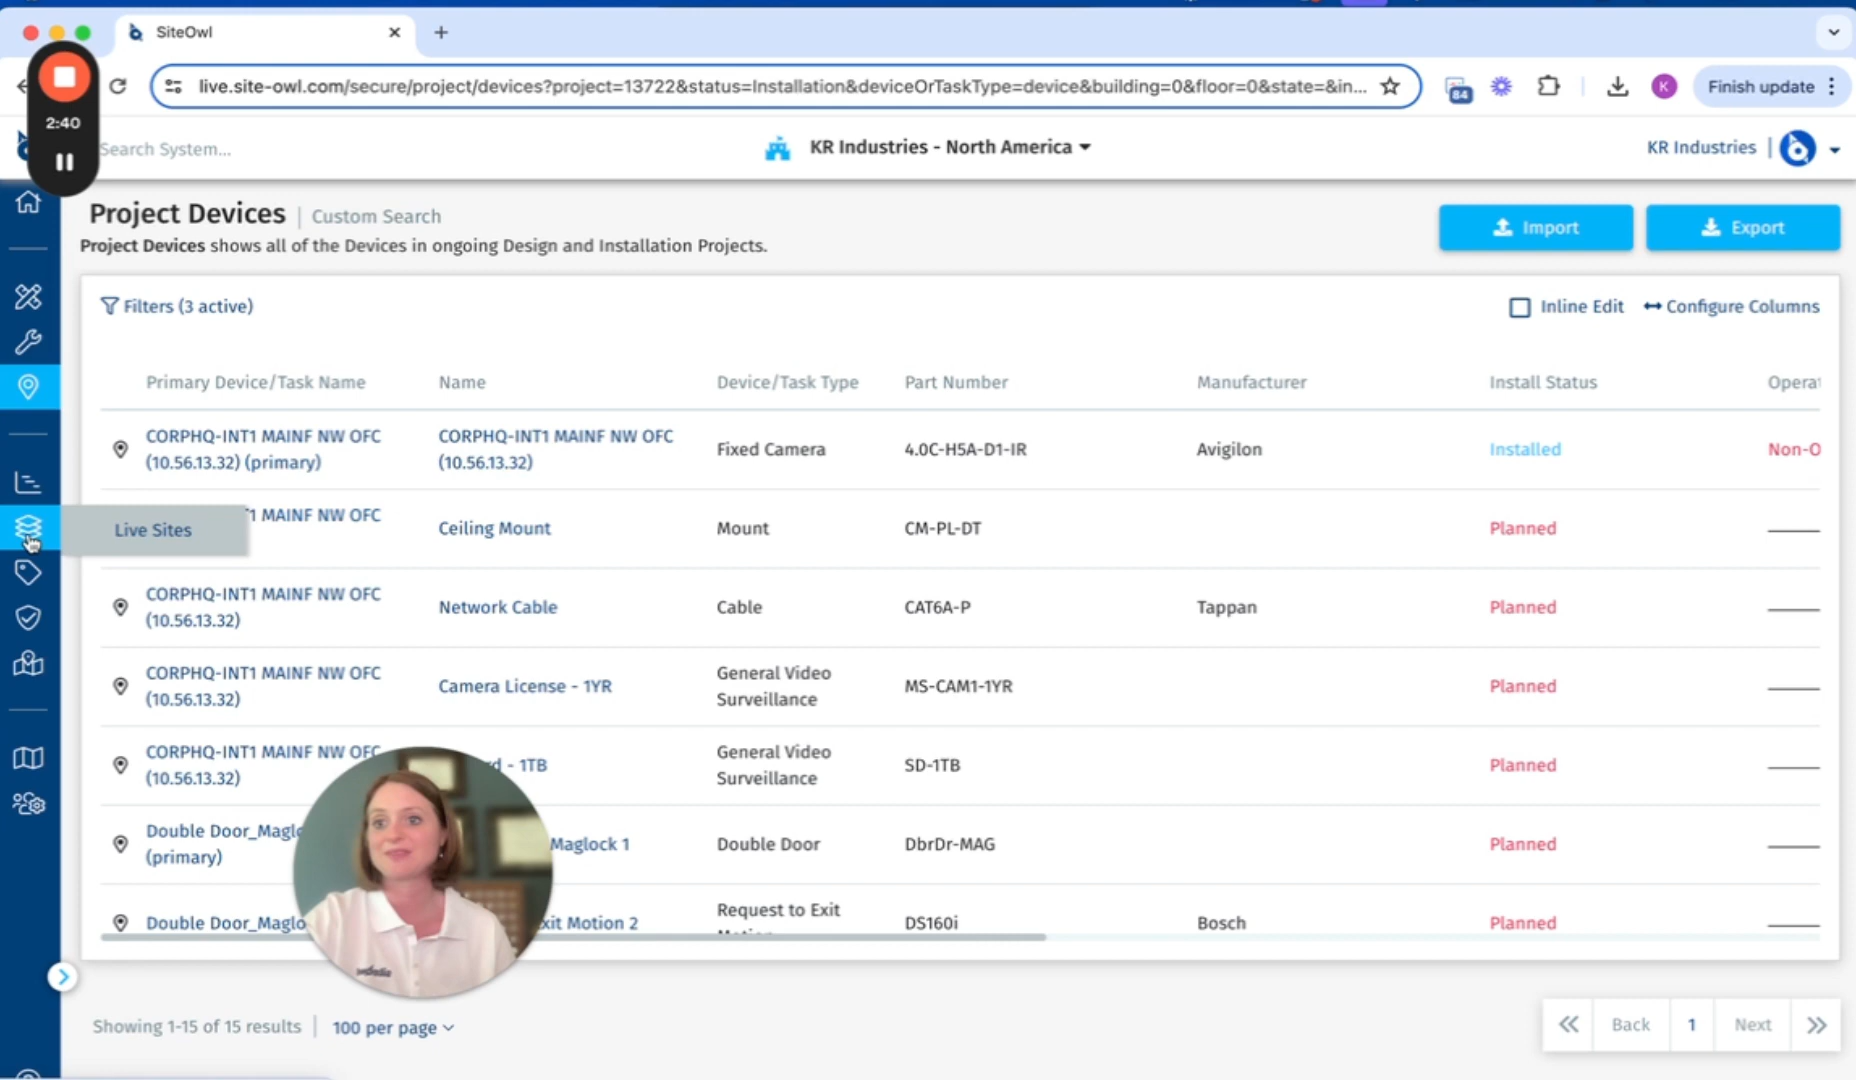 SiteOwl
live.site-owl.com/secure/project/devices?project=13722&status=Installation&deviceOrTaskType=device&building=0&floor=0&state=&in...
84
K
Finish update
2:40
Search System...
KR Industries - North America
KR Industries
Project Devices | Custom Search
Project Devices shows all of the Devices in ongoing Design and Installation Projects.
Import
Export
Filters (3 active)
Inline Edit
Configure Columns
Primary Device/Task Name Name Device/Task Type Part Number Manufacturer Install Status Operat
CORPHQ-INT1 MAINF NW OFC
(10.56.13.32) (primary)
CORPHQ-INT1 MAINF NW OFC
(10.56.13.32)
Fixed Camera
4.0C-H5A-D1-IR
Avigilon
Installed
Non-O
Live Sites
MAINF NW OFC
Ceiling Mount
Mount
CM-PL-DT
Planned
CORPHQ-INT1 MAINF NW OFC
(10.56.13.32)
Network Cable
Cable
CAT6A-P
Tappan
Planned
CORPHQ-INT1 MAINF NW OFC
(10.56.13.32)
Camera License - 1YR
General Video
Surveillance
MS-CAM1-1YR
Planned
CORPHQ-INT1 MAINF NW OFC
(10.56.13.32)
- 1TB
General Video
Surveillance
SD-1TB
Planned
Double Door_Maglo
(primary)
Maglock 1
Double Door
DbrDr-MAG
Planned
Double Door_Maglo
xit Motion 2
Request to Exit
DS160i
Bosch
Planned
Showing 1-15 of 15 results | 100 per page
Back 1 Next